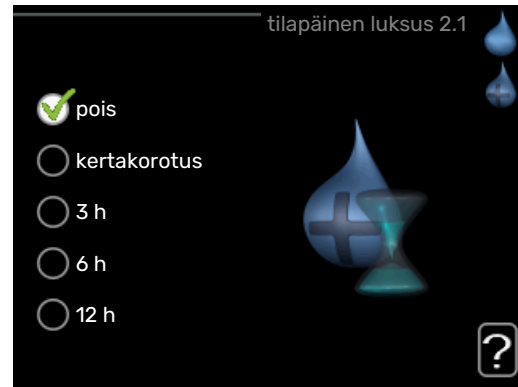 tilapäinen luksus 2.1
pois
kertakorotus
3 h
6 h
12 h
?